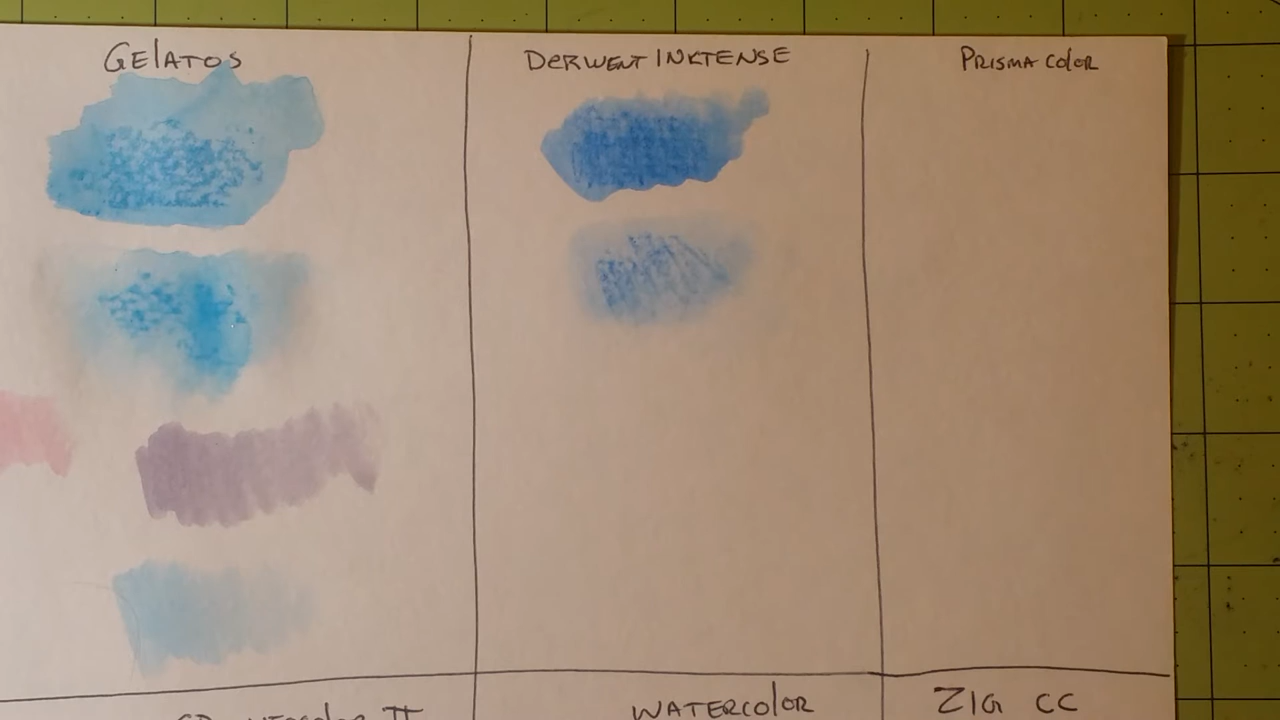 GELATOS
DERWENT INKTENSE
PRISMA COLOR
WATERCOLOR
ZIG CC